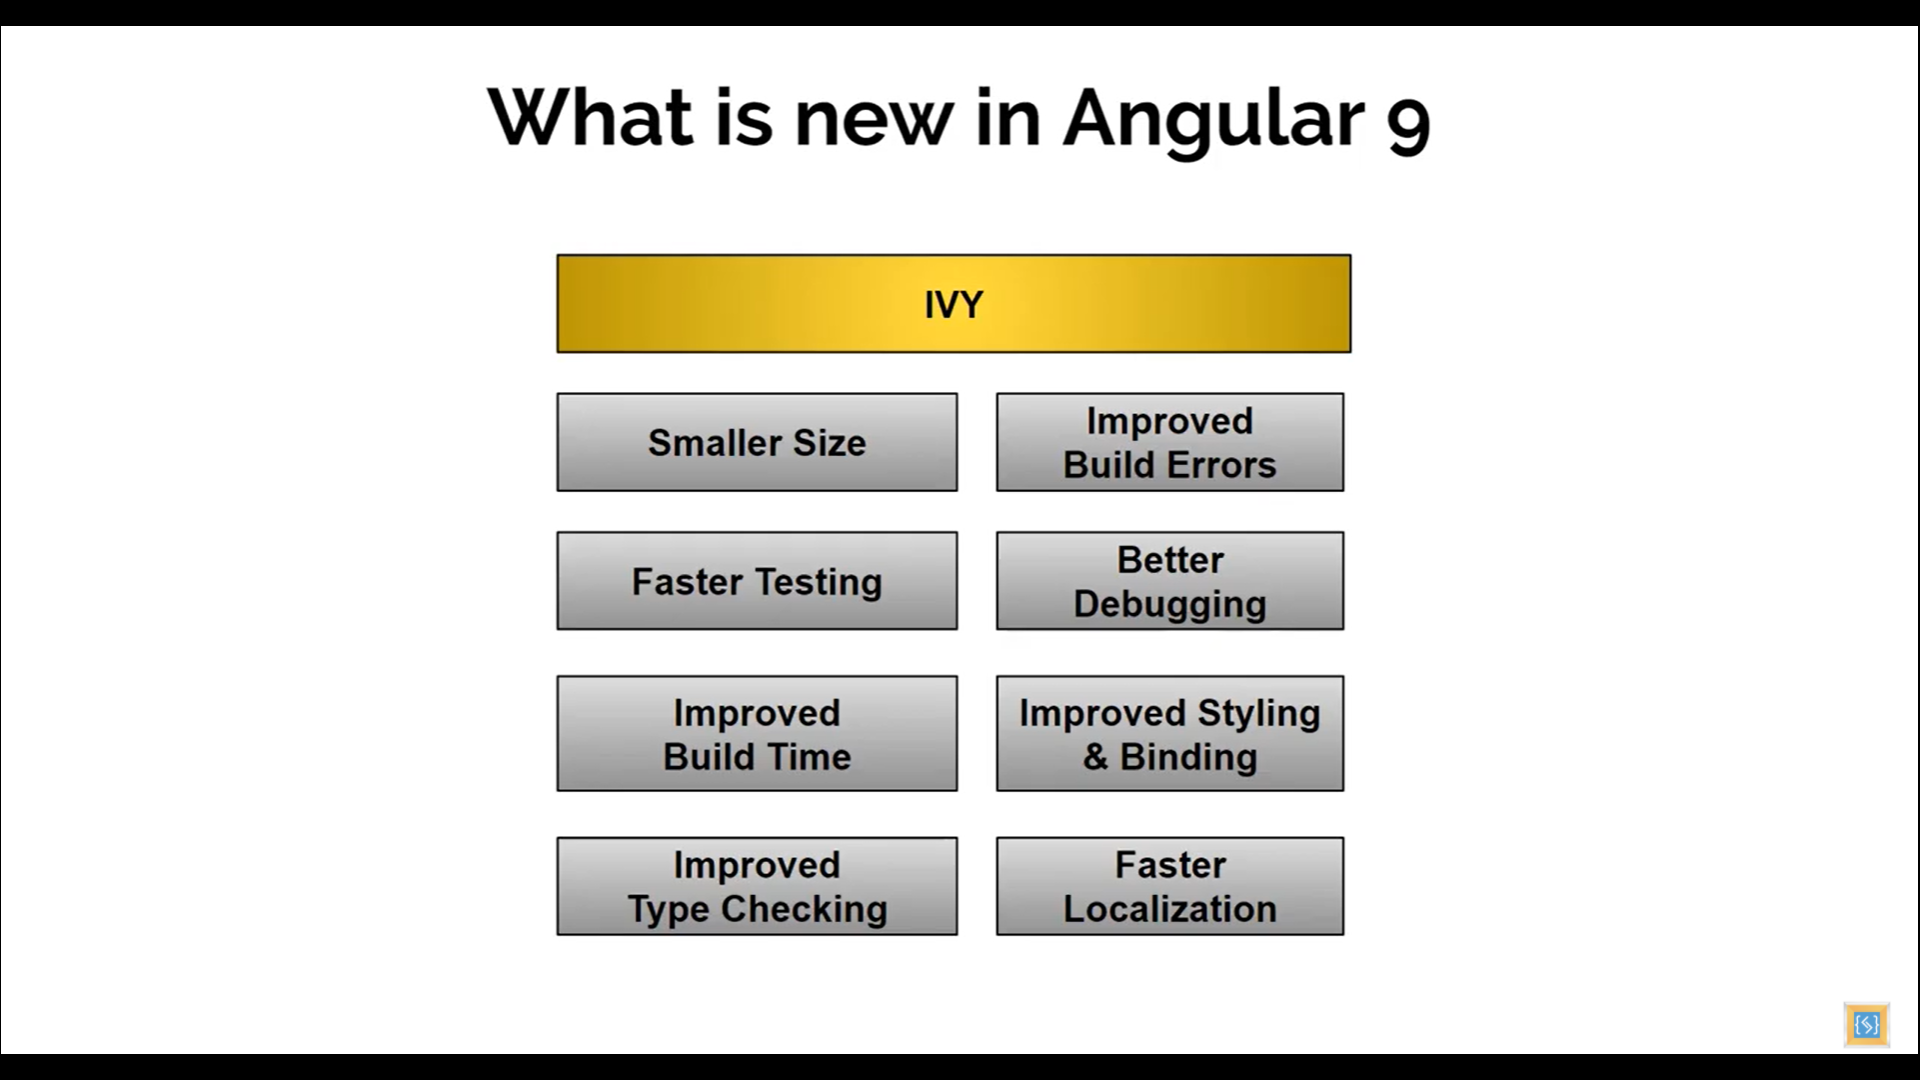 What is new in Angular 9
IVY
Smaller Size
Improved
Build Errors
Faster Testing
Better
Debugging
Improved
Build Time
Improved Styling
& Binding
Improved
Type Checking
Faster
Localization